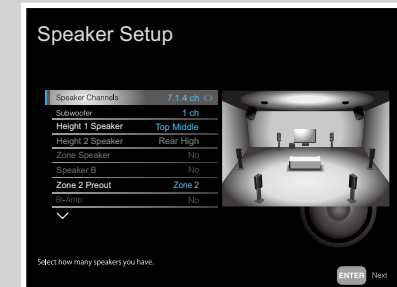 Speaker Setup
Speaker Channels 7.1.4 ch <>
Subwoofer 1 ch
Height 1 Speaker Top Middle
Height 2 Speaker Rear High
Zone Speaker No
Speaker B No
Zone 2 Preout Zone 2
Bi-Amp No
Select how many speakers you have.
ENTER Next